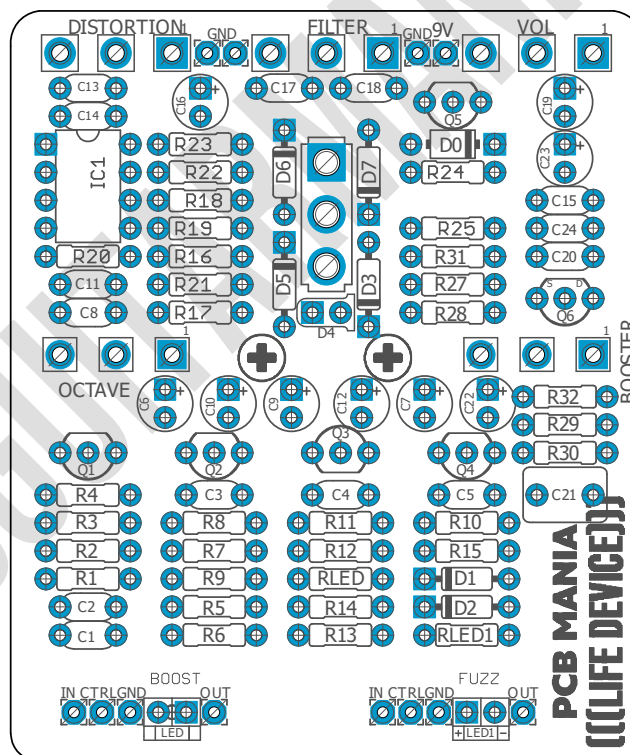 DISTORTION 1 GND FILTER 1 GND 9V VOL 1
C13 C16 + C17 C18 C19 +
C14 Q5
IC1 R23 D6 D7 D0 C23 +
R22 R24
R18 C15
R19 R25 C24
R20 R16 R31 C20
C11 R21 D5 D3 R27 S D
C8 R17 D4 R28 Q6
1 1
OCTAVE BOOSTER
C6 + C10 + C9 + C12 + C7 + C22 + R32
R29
Q1 Q2 Q3 Q4 R30
R4 C3 C4 C5 C21
R3 R8 R11 R10
R2 R7 R12 R15
R1 R9 RLED D1
C2 R5 R14 D2
C1 R6 R13 RLED1
PCB MANIA
(((LIFE DEVICE)))
BOOST FUZZ
IN CTRL GND OUT IN CTRL GND OUT
LED + LED1 -
GUITARMANIA